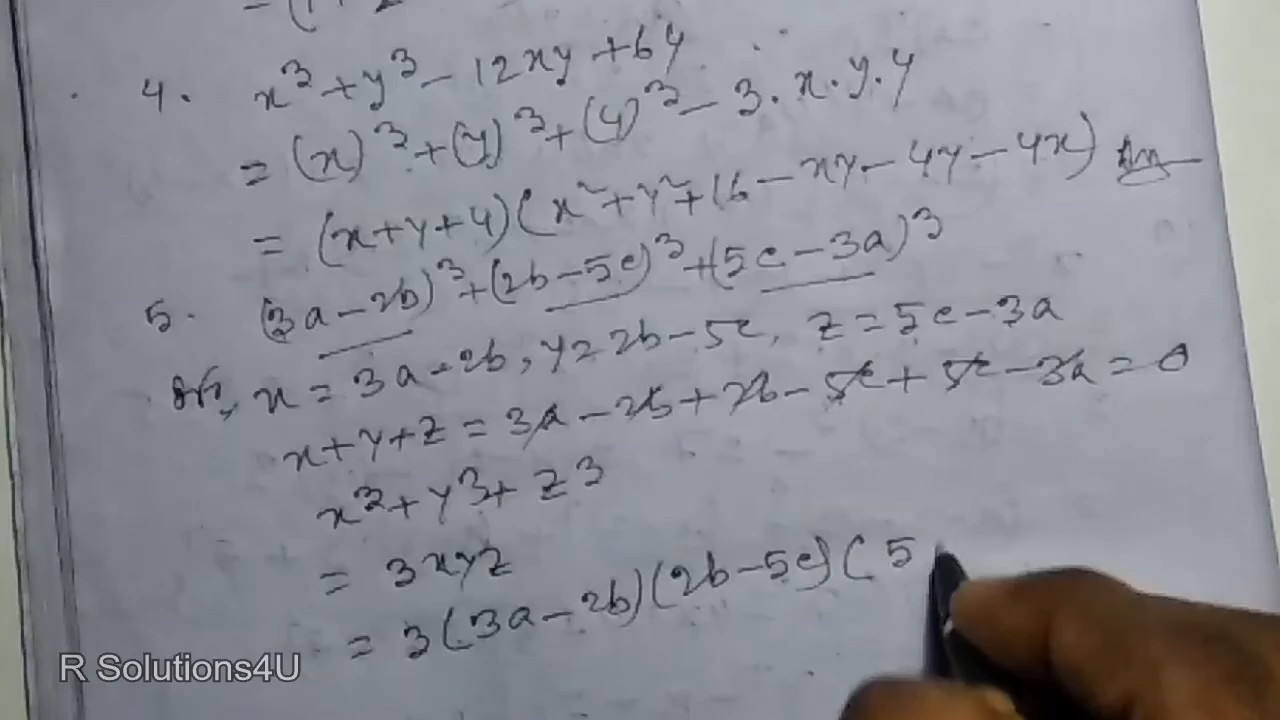 4. x³ + y³ - 12xy + 64
= (x)³ + (y)³ + (4)³ - 3. x. y. 4
= (x+y+4)(x²+y²+16-xy-4y-4x) Ans
5. (3a-2b)³+(2b-5c)³+(5c-3a)³
x = 3a-2b, y = 2b-5c, z = 5c-3a
x+y+z = 3a-2b+2b-5c+5c-3a=0
x³+y³+z³
= 3xyz
= 3(3a-2b)(2b-5c)(5
R Solutions4U